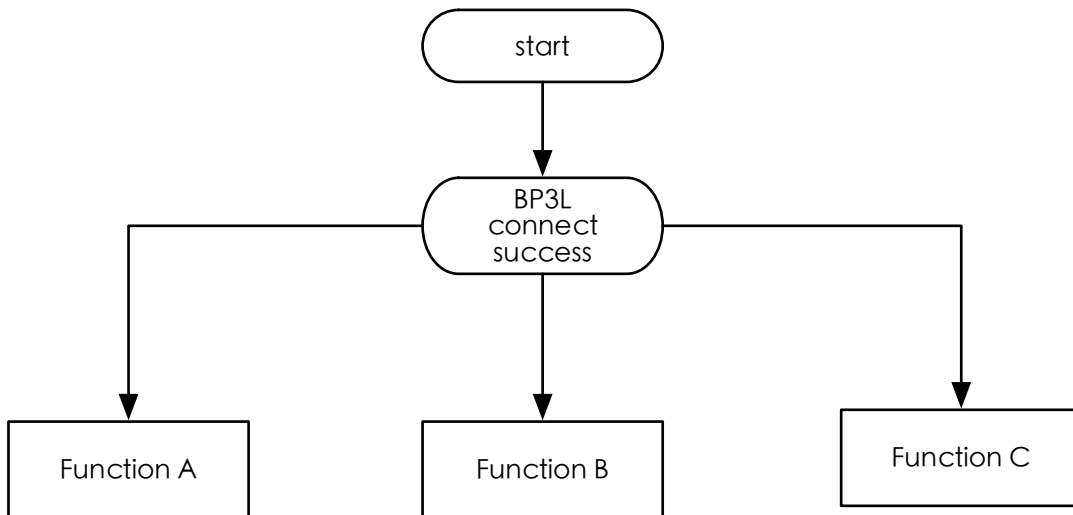 start
BP3L
connect
success
Function A
Function B
Function C